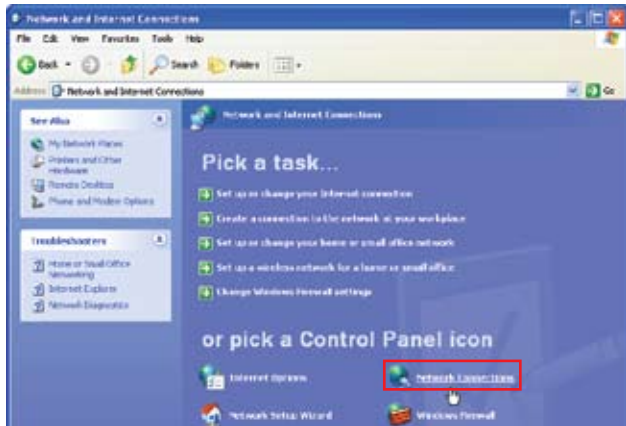 Network and Internet Connections
File Edit View Favorites Tools Help
Back Search Folders
Address Network and Internet Connections Go
See Also
My Network Places
Printers and Other
Hardware
Remote Desktop
Phone and Modem Options
Troubleshooters
Home or Small Office
Networking
Internet Explorer
Network Diagnostics
Network and Internet Connections
Pick a task...
Set up or change your Internet connection
Create a connection to the network at your workplace
Set up or change your home or small office network
Set up a wireless network for a home or small office
Change Windows Firewall settings
or pick a Control Panel icon
Internet Options
Network Connections
Network Setup Wizard
Windows Firewall